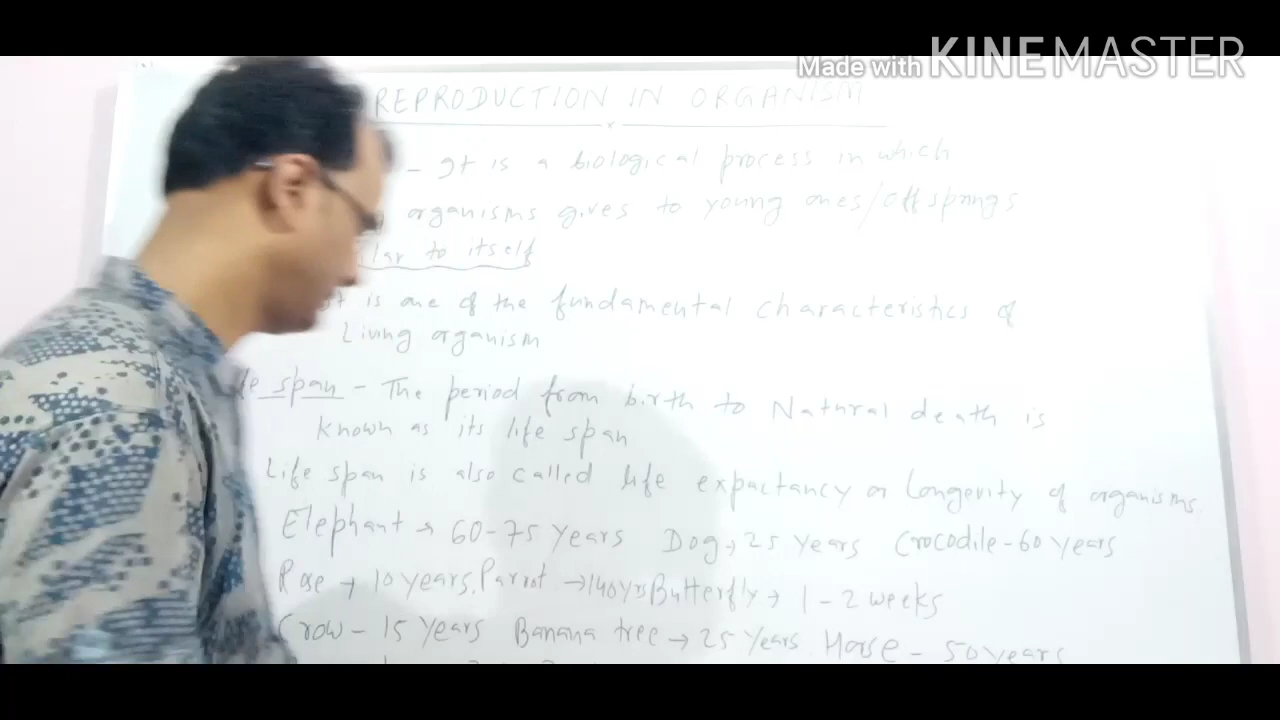 Made with KINEMASTER
REPRODUCTION IN ORGANISM
- It is a biological process in which
organisms gives to young ones/offsprings
lar to itself
It is one of the fundamental characteristics of
Living organism
fe span - The period from birth to Natural death is
known as its life span
Life span is also called life expactancy or Longevity of organisms.
Elephant → 60-75 years Dog → 25 years Crocodile - 60 years
Rose → 10 years. Parrot → 140 yrs Butterfly → 1 - 2 weeks
Crow - 15 years Banana tree → 25 years. Horse - 50 years